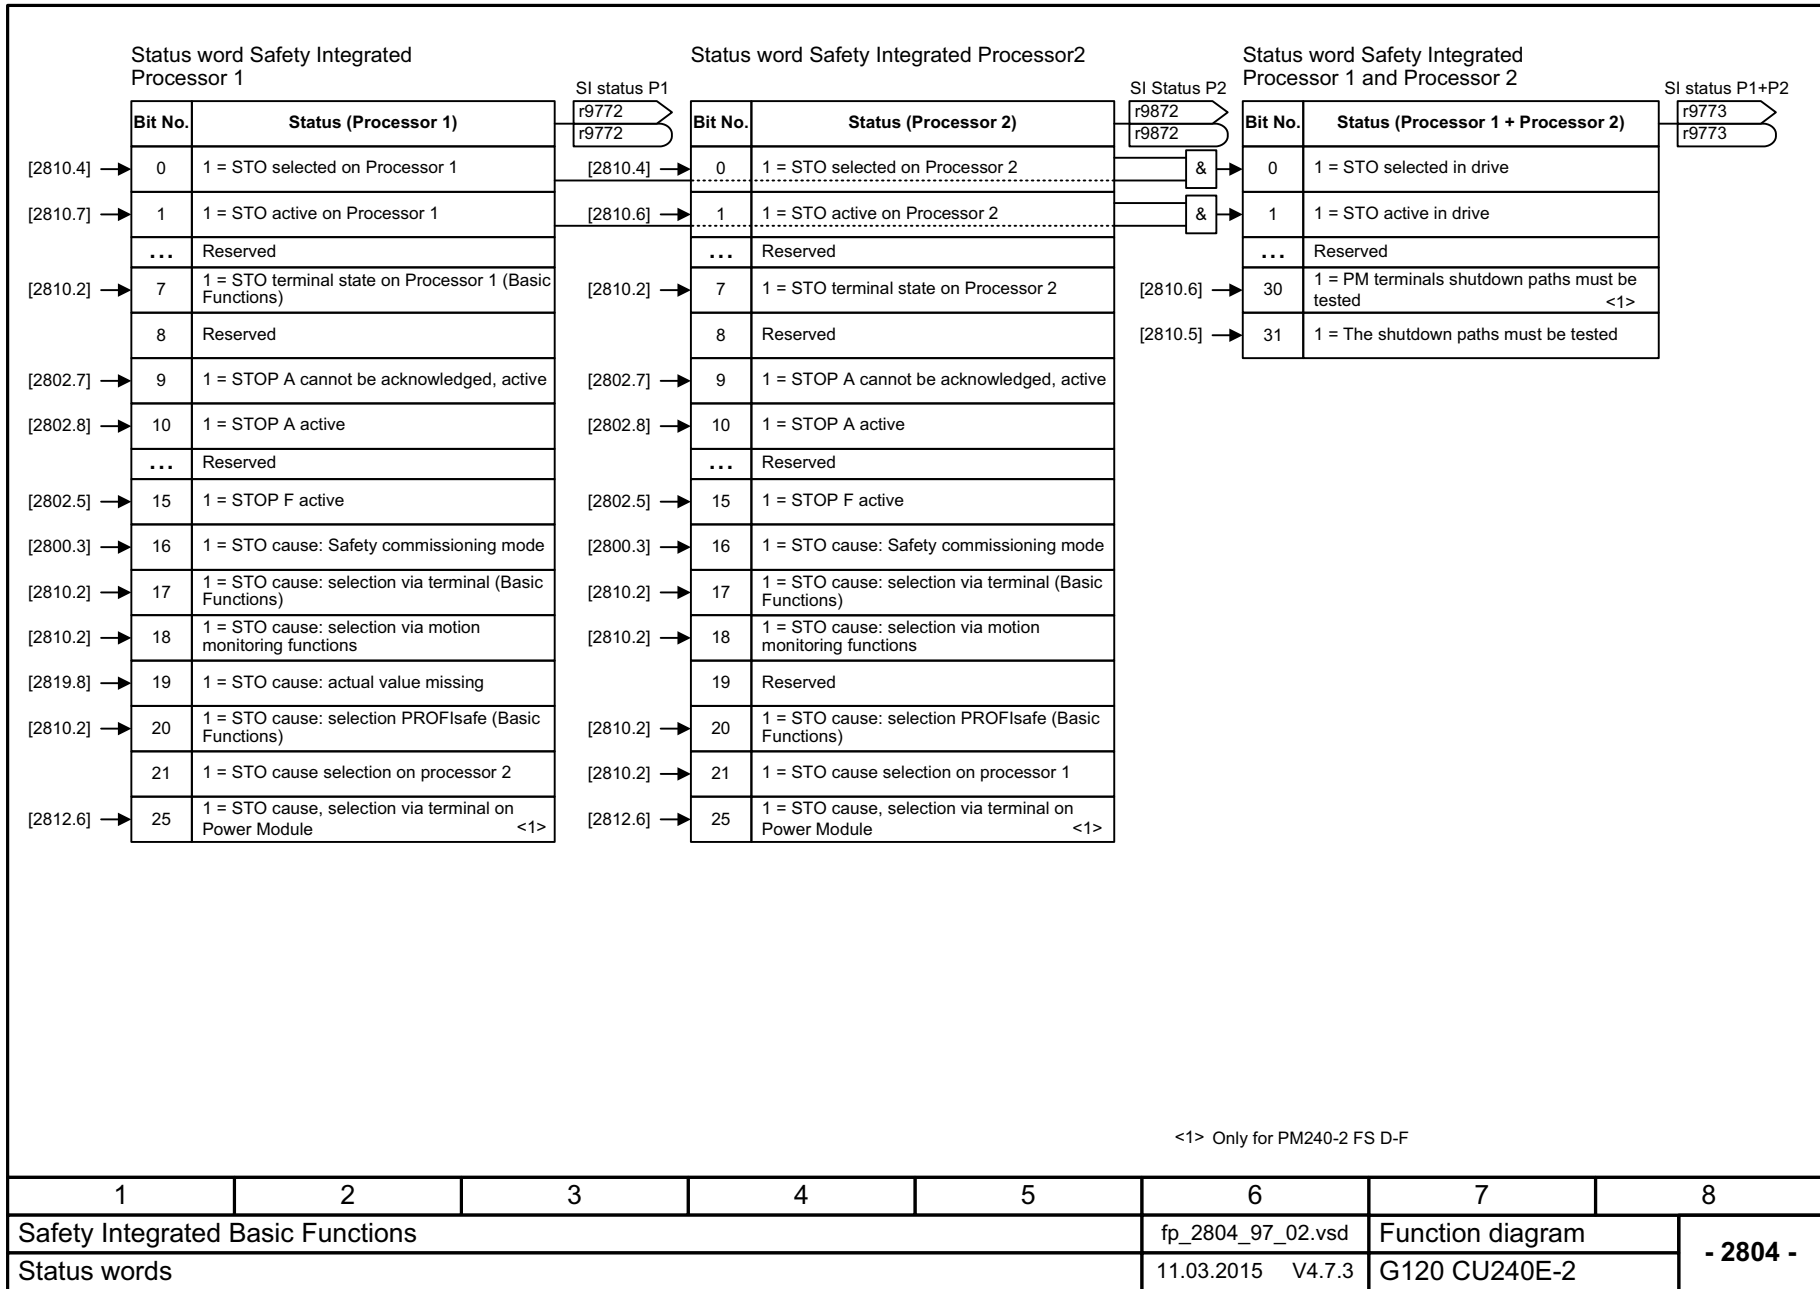 Status word Safety Integrated
Processor 1
SI status P1
r9772
r9772
Bit No. Status (Processor 1)
[2810.4] 0 1 = STO selected on Processor 1
[2810.7] 1 1 = STO active on Processor 1
... Reserved
[2810.2] 7 1 = STO terminal state on Processor 1 (Basic
Functions)
8 Reserved
[2802.7] 9 1 = STOP A cannot be acknowledged, active
[2802.8] 10 1 = STOP A active
... Reserved
[2802.5] 15 1 = STOP F active
[2800.3] 16 1 = STO cause: Safety commissioning mode
[2810.2] 17 1 = STO cause: selection via terminal (Basic
Functions)
[2810.2] 18 1 = STO cause: selection via motion
monitoring functions
[2819.8] 19 1 = STO cause: actual value missing
[2810.2] 20 1 = STO cause: selection PROFIsafe (Basic
Functions)
21 1 = STO cause selection on processor 2
[2812.6] 25 1 = STO cause, selection via terminal on
Power Module <1>
Status word Safety Integrated Processor2
SI Status P2
r9872
r9872
Bit No. Status (Processor 2)
[2810.4] 0 1 = STO selected on Processor 2
&
[2810.6] 1 1 = STO active on Processor 2
&
... Reserved
[2810.2] 7 1 = STO terminal state on Processor 2
8 Reserved
[2802.7] 9 1 = STOP A cannot be acknowledged, active
[2802.8] 10 1 = STOP A active
... Reserved
[2802.5] 15 1 = STOP F active
[2800.3] 16 1 = STO cause: Safety commissioning mode
[2810.2] 17 1 = STO cause: selection via terminal (Basic
Functions)
[2810.2] 18 1 = STO cause: selection via motion
monitoring functions
19 Reserved
[2810.2] 20 1 = STO cause: selection PROFIsafe (Basic
Functions)
[2810.2] 21 1 = STO cause selection on processor 1
[2812.6] 25 1 = STO cause, selection via terminal on
Power Module <1>
Status word Safety Integrated
Processor 1 and Processor 2
SI status P1+P2
r9773
r9773
Bit No. Status (Processor 1 + Processor 2)
0 1 = STO selected in drive
1 1 = STO active in drive
... Reserved
[2810.6] 30 1 = PM terminals shutdown paths must be
tested <1>
[2810.5] 31 1 = The shutdown paths must be tested
<1> Only for PM240-2 FS D-F
1 2 3 4 5 6 7 8
Safety Integrated Basic Functions fp_2804_97_02.vsd Function diagram
- 2804 -
Status words 11.03.2015 V4.7.3 G120 CU240E-2